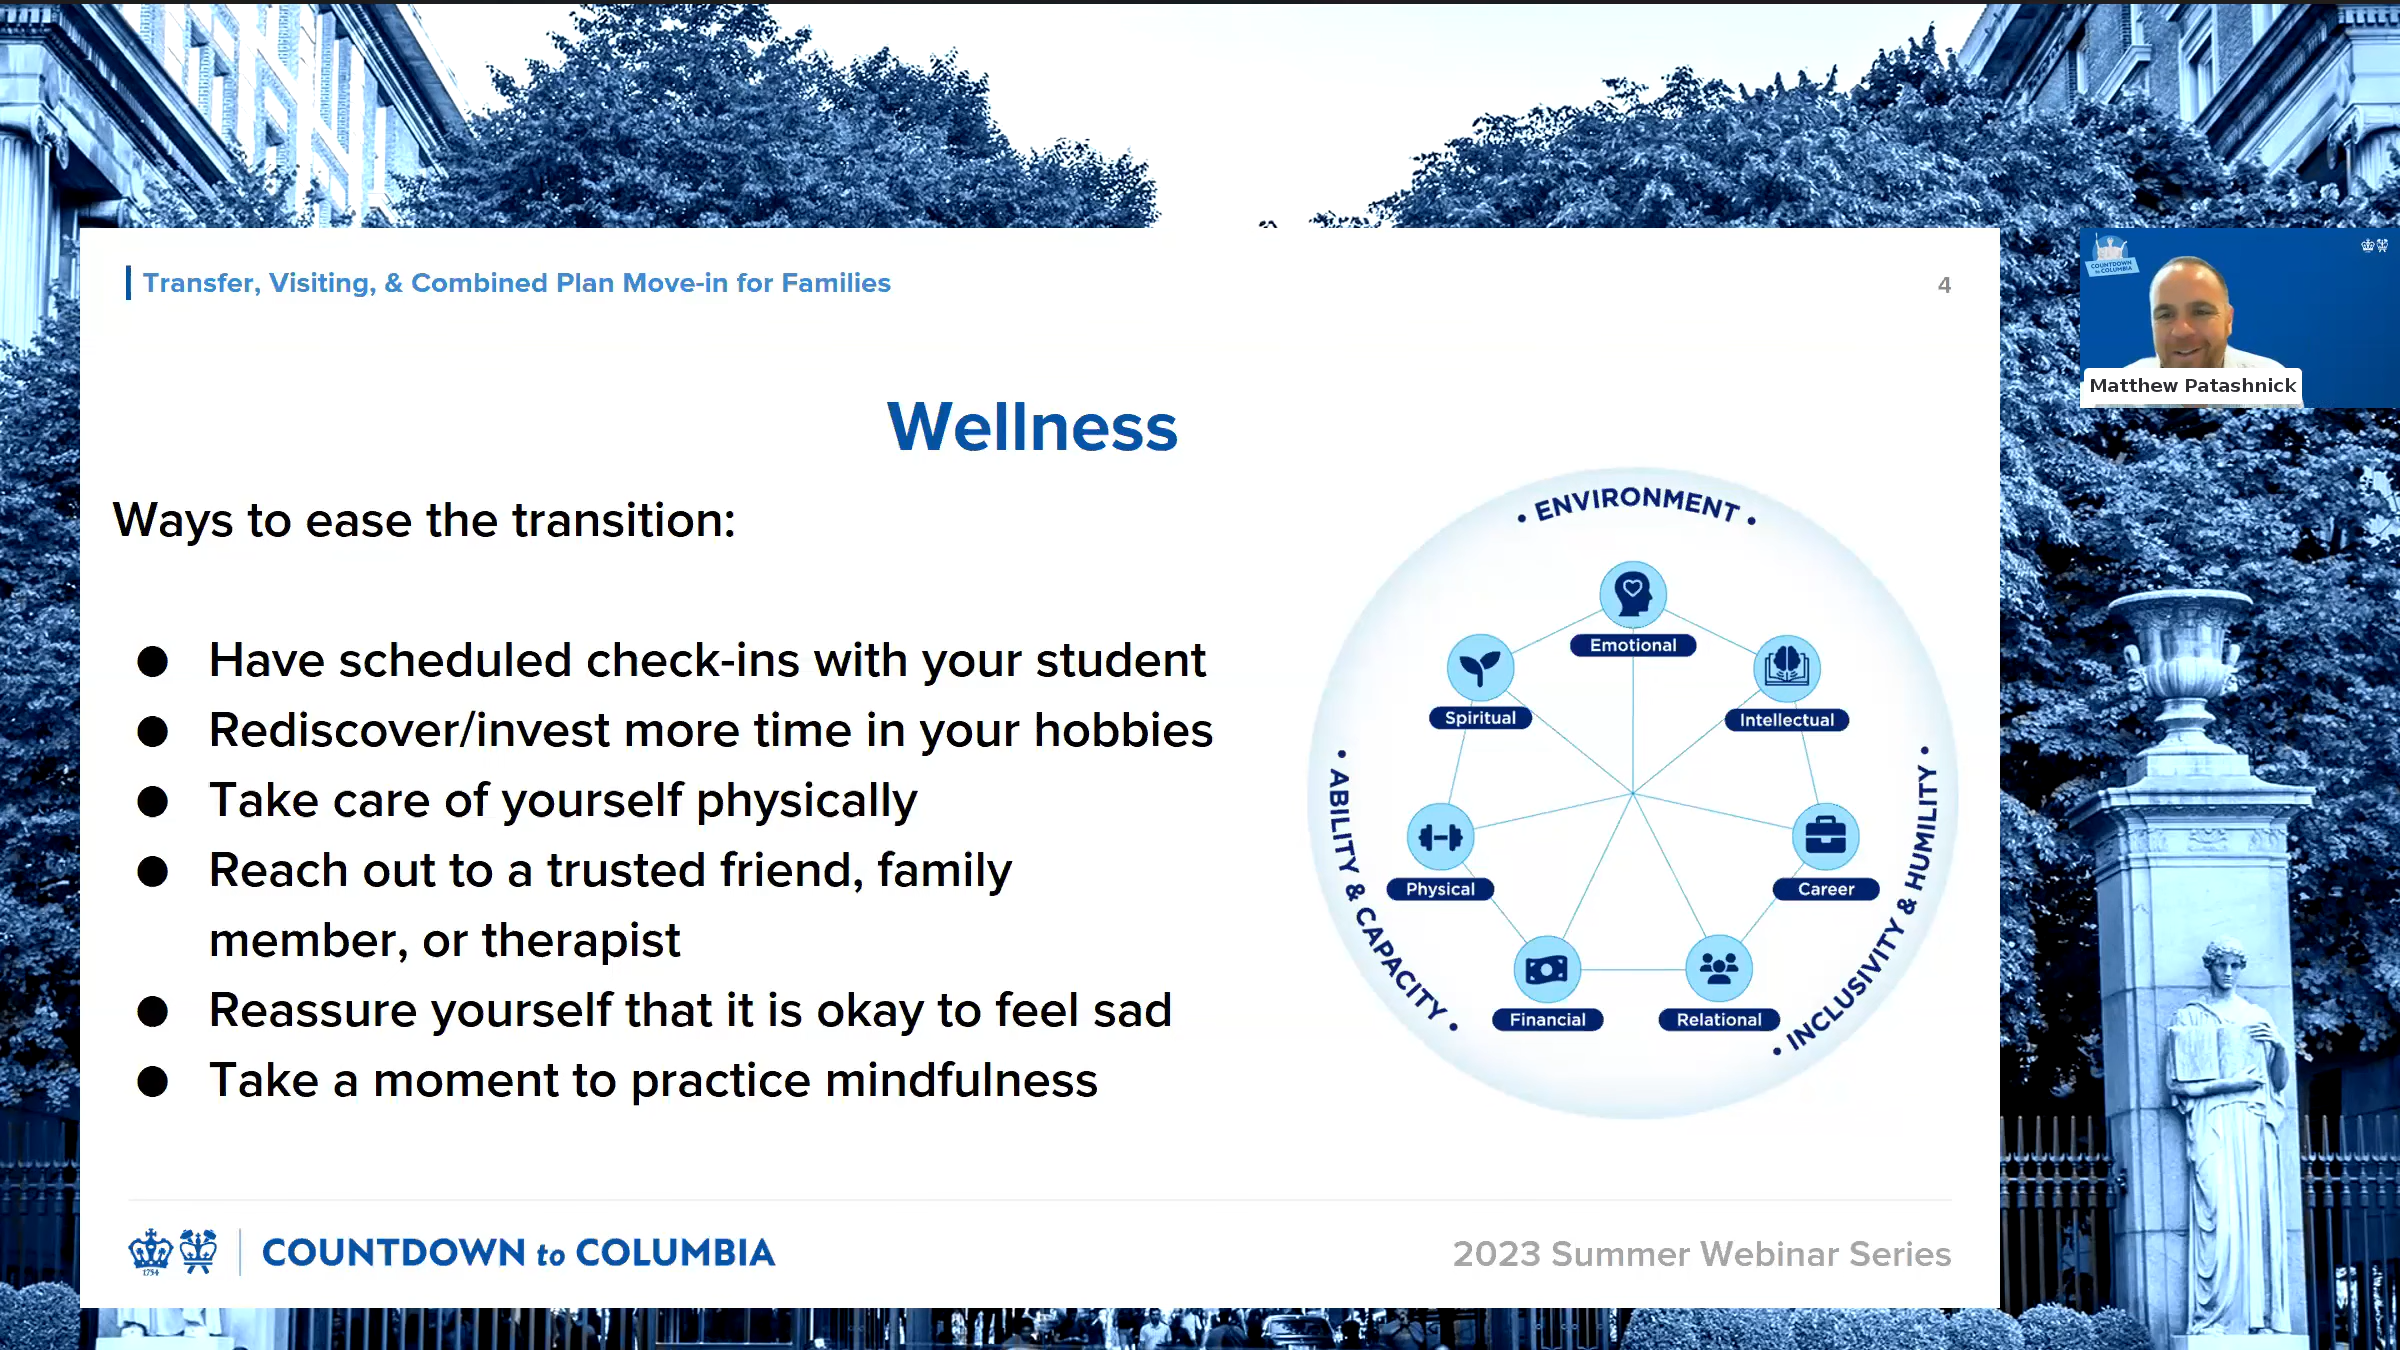 Transfer, Visiting, & Combined Plan Move-in for Families
4
COUNTDOWN
to COLUMBIA
Matthew Patashnick
Wellness
Ways to ease the transition:
● Have scheduled check-ins with your student
● Rediscover/invest more time in your hobbies
● Take care of yourself physically
● Reach out to a trusted friend, family
member, or therapist
● Reassure yourself that it is okay to feel sad
● Take a moment to practice mindfulness
• ENVIRONMENT •
Emotional
Spiritual
Intellectual
Physical
Career
Financial
Relational
• ABILITY & CAPACITY •
• INCLUSIVITY & HUMILITY •
1754
COUNTDOWN to COLUMBIA
2023 Summer Webinar Series